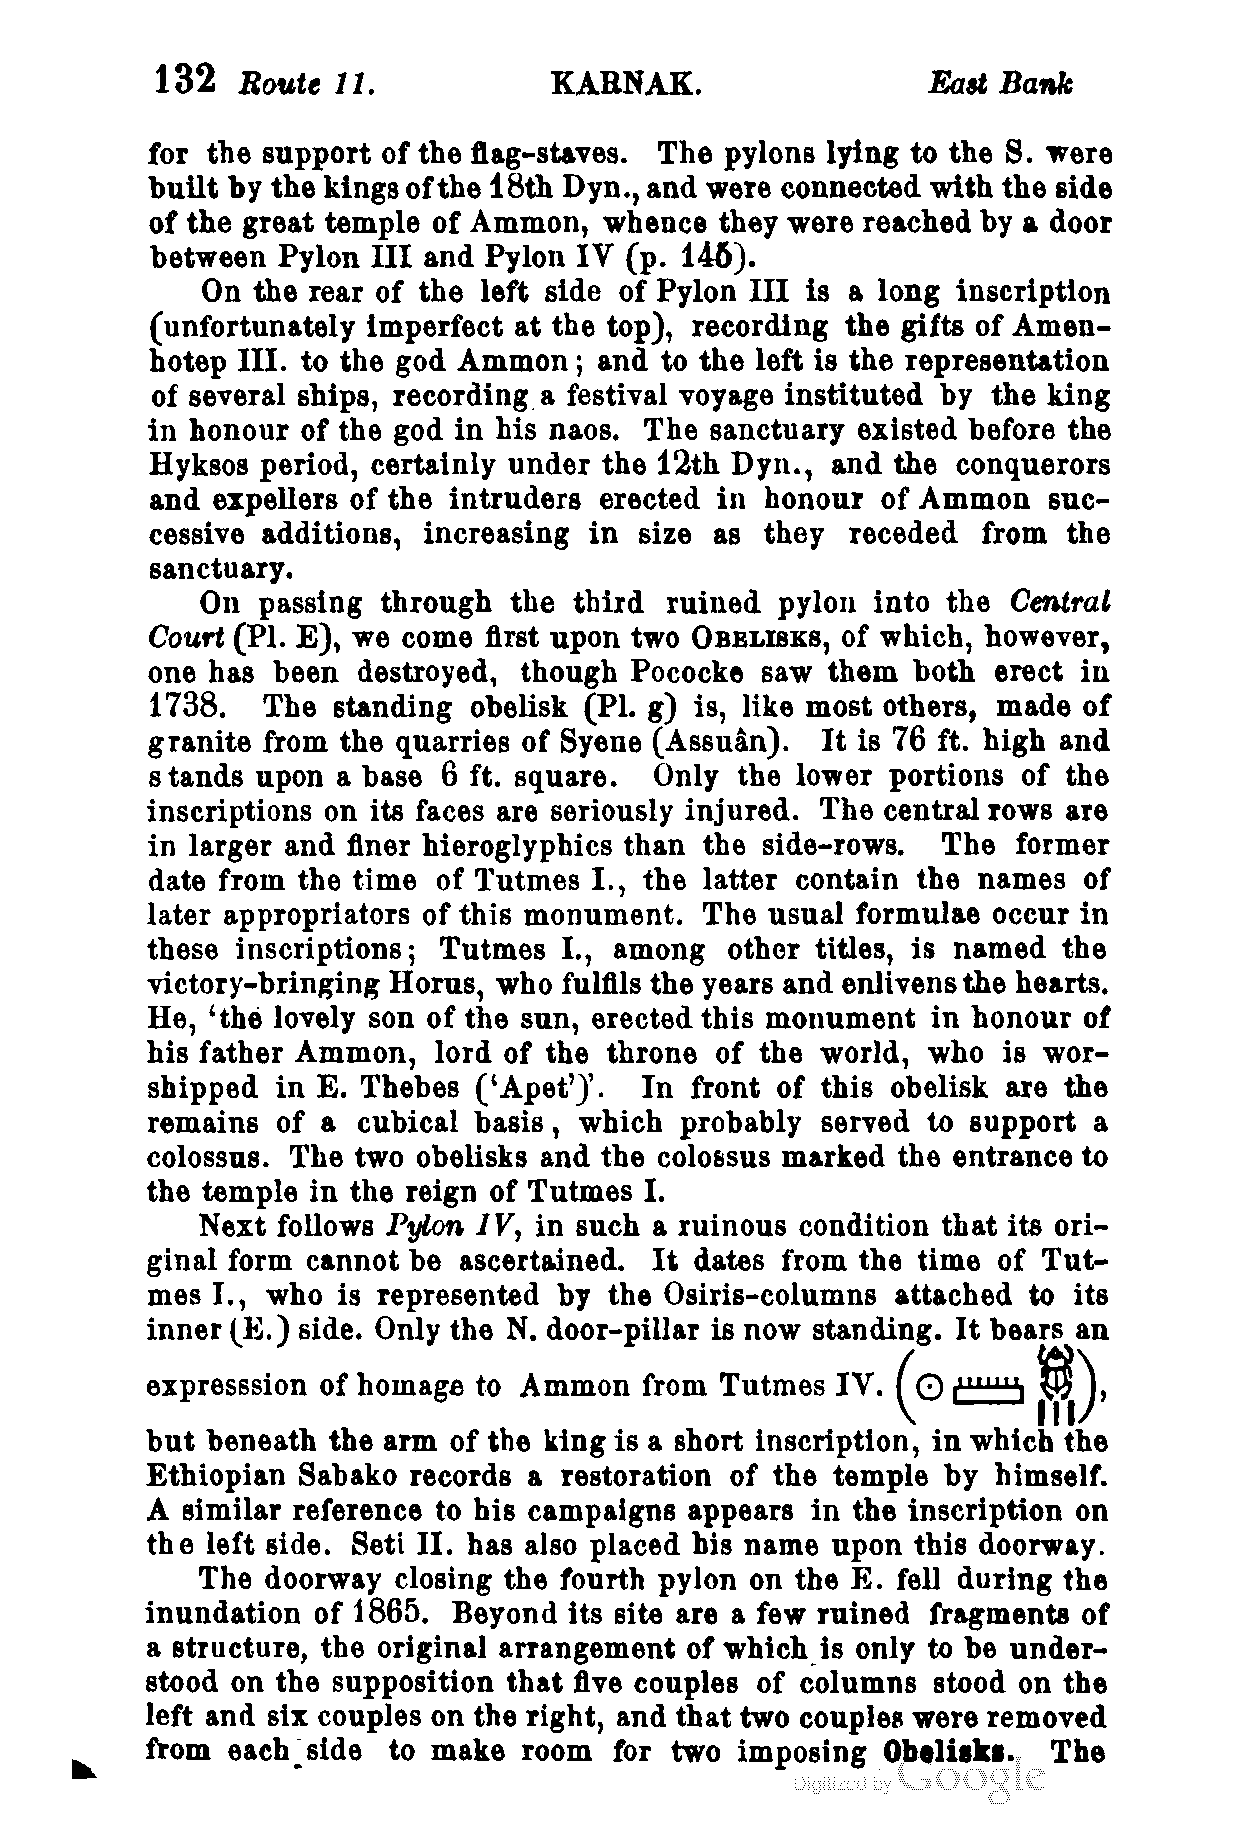 132 Route 11. KARNAK. East Bank
for the support of the flag-staves. The pylons lying to the S. were
built by the kings of the 18th Dyn., and were connected with the side
of the great temple of Ammon, whence they were reached by a door
between Pylon III and Pylon IV (p. 145).
On the rear of the left side of Pylon III is a long inscription
(unfortunately imperfect at the top), recording the gifts of Amen-
hotep III. to the god Ammon; and to the left is the representation
of several ships, recording a festival voyage instituted by the king
in honour of the god in his naos. The sanctuary existed before the
Hyksos period, certainly under the 12th Dyn., and the conquerors
and expellers of the intruders erected in honour of Ammon suc-
cessive additions, increasing in size as they receded from the
sanctuary.
On passing through the third ruined pylon into the Central
Court (Pl. E), we come first upon two OBELISKS, of which, however,
one has been destroyed, though Pococke saw them both erect in
1738. The standing obelisk (Pl. g) is, like most others, made of
granite from the quarries of Syene (Assuân). It is 76 ft. high and
stands upon a base 6 ft. square. Only the lower portions of the
inscriptions on its faces are seriously injured. The central rows are
in larger and finer hieroglyphics than the side-rows. The former
date from the time of Tutmes I., the latter contain the names of
later appropriators of this monument. The usual formulae occur in
these inscriptions; Tutmes I., among other titles, is named the
victory-bringing Horus, who fulfils the years and enlivens the hearts.
He, ‘the lovely son of the sun, erected this monument in honour of
his father Ammon, lord of the throne of the world, who is wor-
shipped in E. Thebes (‘Apet’)’. In front of this obelisk are the
remains of a cubical basis, which probably served to support a
colossus. The two obelisks and the colossus marked the entrance to
the temple in the reign of Tutmes I.
Next follows Pylon IV, in such a ruinous condition that its ori-
ginal form cannot be ascertained. It dates from the time of Tut-
mes I., who is represented by the Osiris-columns attached to its
inner (E.) side. Only the N. door-pillar is now standing. It bears an
expresssion of homage to Ammon from Tutmes IV. (𓇳𓏠𓆣𓏥),
but beneath the arm of the king is a short inscription, in which the
Ethiopian Sabako records a restoration of the temple by himself.
A similar reference to his campaigns appears in the inscription on
the left side. Seti II. has also placed his name upon this doorway.
The doorway closing the fourth pylon on the E. fell during the
inundation of 1865. Beyond its site are a few ruined fragments of
a structure, the original arrangement of which is only to be under-
stood on the supposition that five couples of columns stood on the
left and six couples on the right, and that two couples were removed
from each side to make room for two imposing Obelisks. The
Digitized by Google